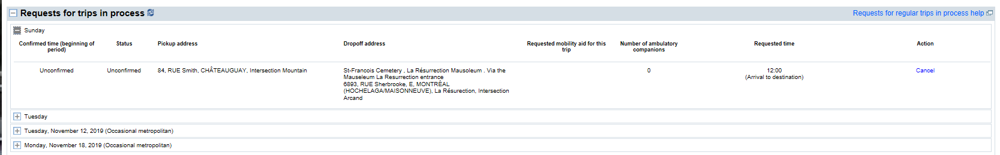 Requests for trips in process
Requests for regular trips in process help
Sunday
Confirmed time (beginning of period)
Status
Pickup address
Dropoff address
Requested mobility aid for this trip
Number of ambulatory companions
Requested time
Action
Unconfirmed
Unconfirmed
84, RUE Smith, CHÂTEAUGUAY, Intersection Mountain
St-Francois Cemetery , La Résurrection Mausoleum . Via the
Mauseleum La Resurrection entrance
6893, RUE Sherbrooke, E, MONTRÉAL
(HOCHELAGA/MAISONNEUVE), La Résurection, Intersection
Arcand
0
12:00
(Arrival to destination)
Cancel
Tuesday
Tuesday, November 12, 2019 (Occasional metropolitan)
Monday, November 18, 2019 (Occasional metropolitan)